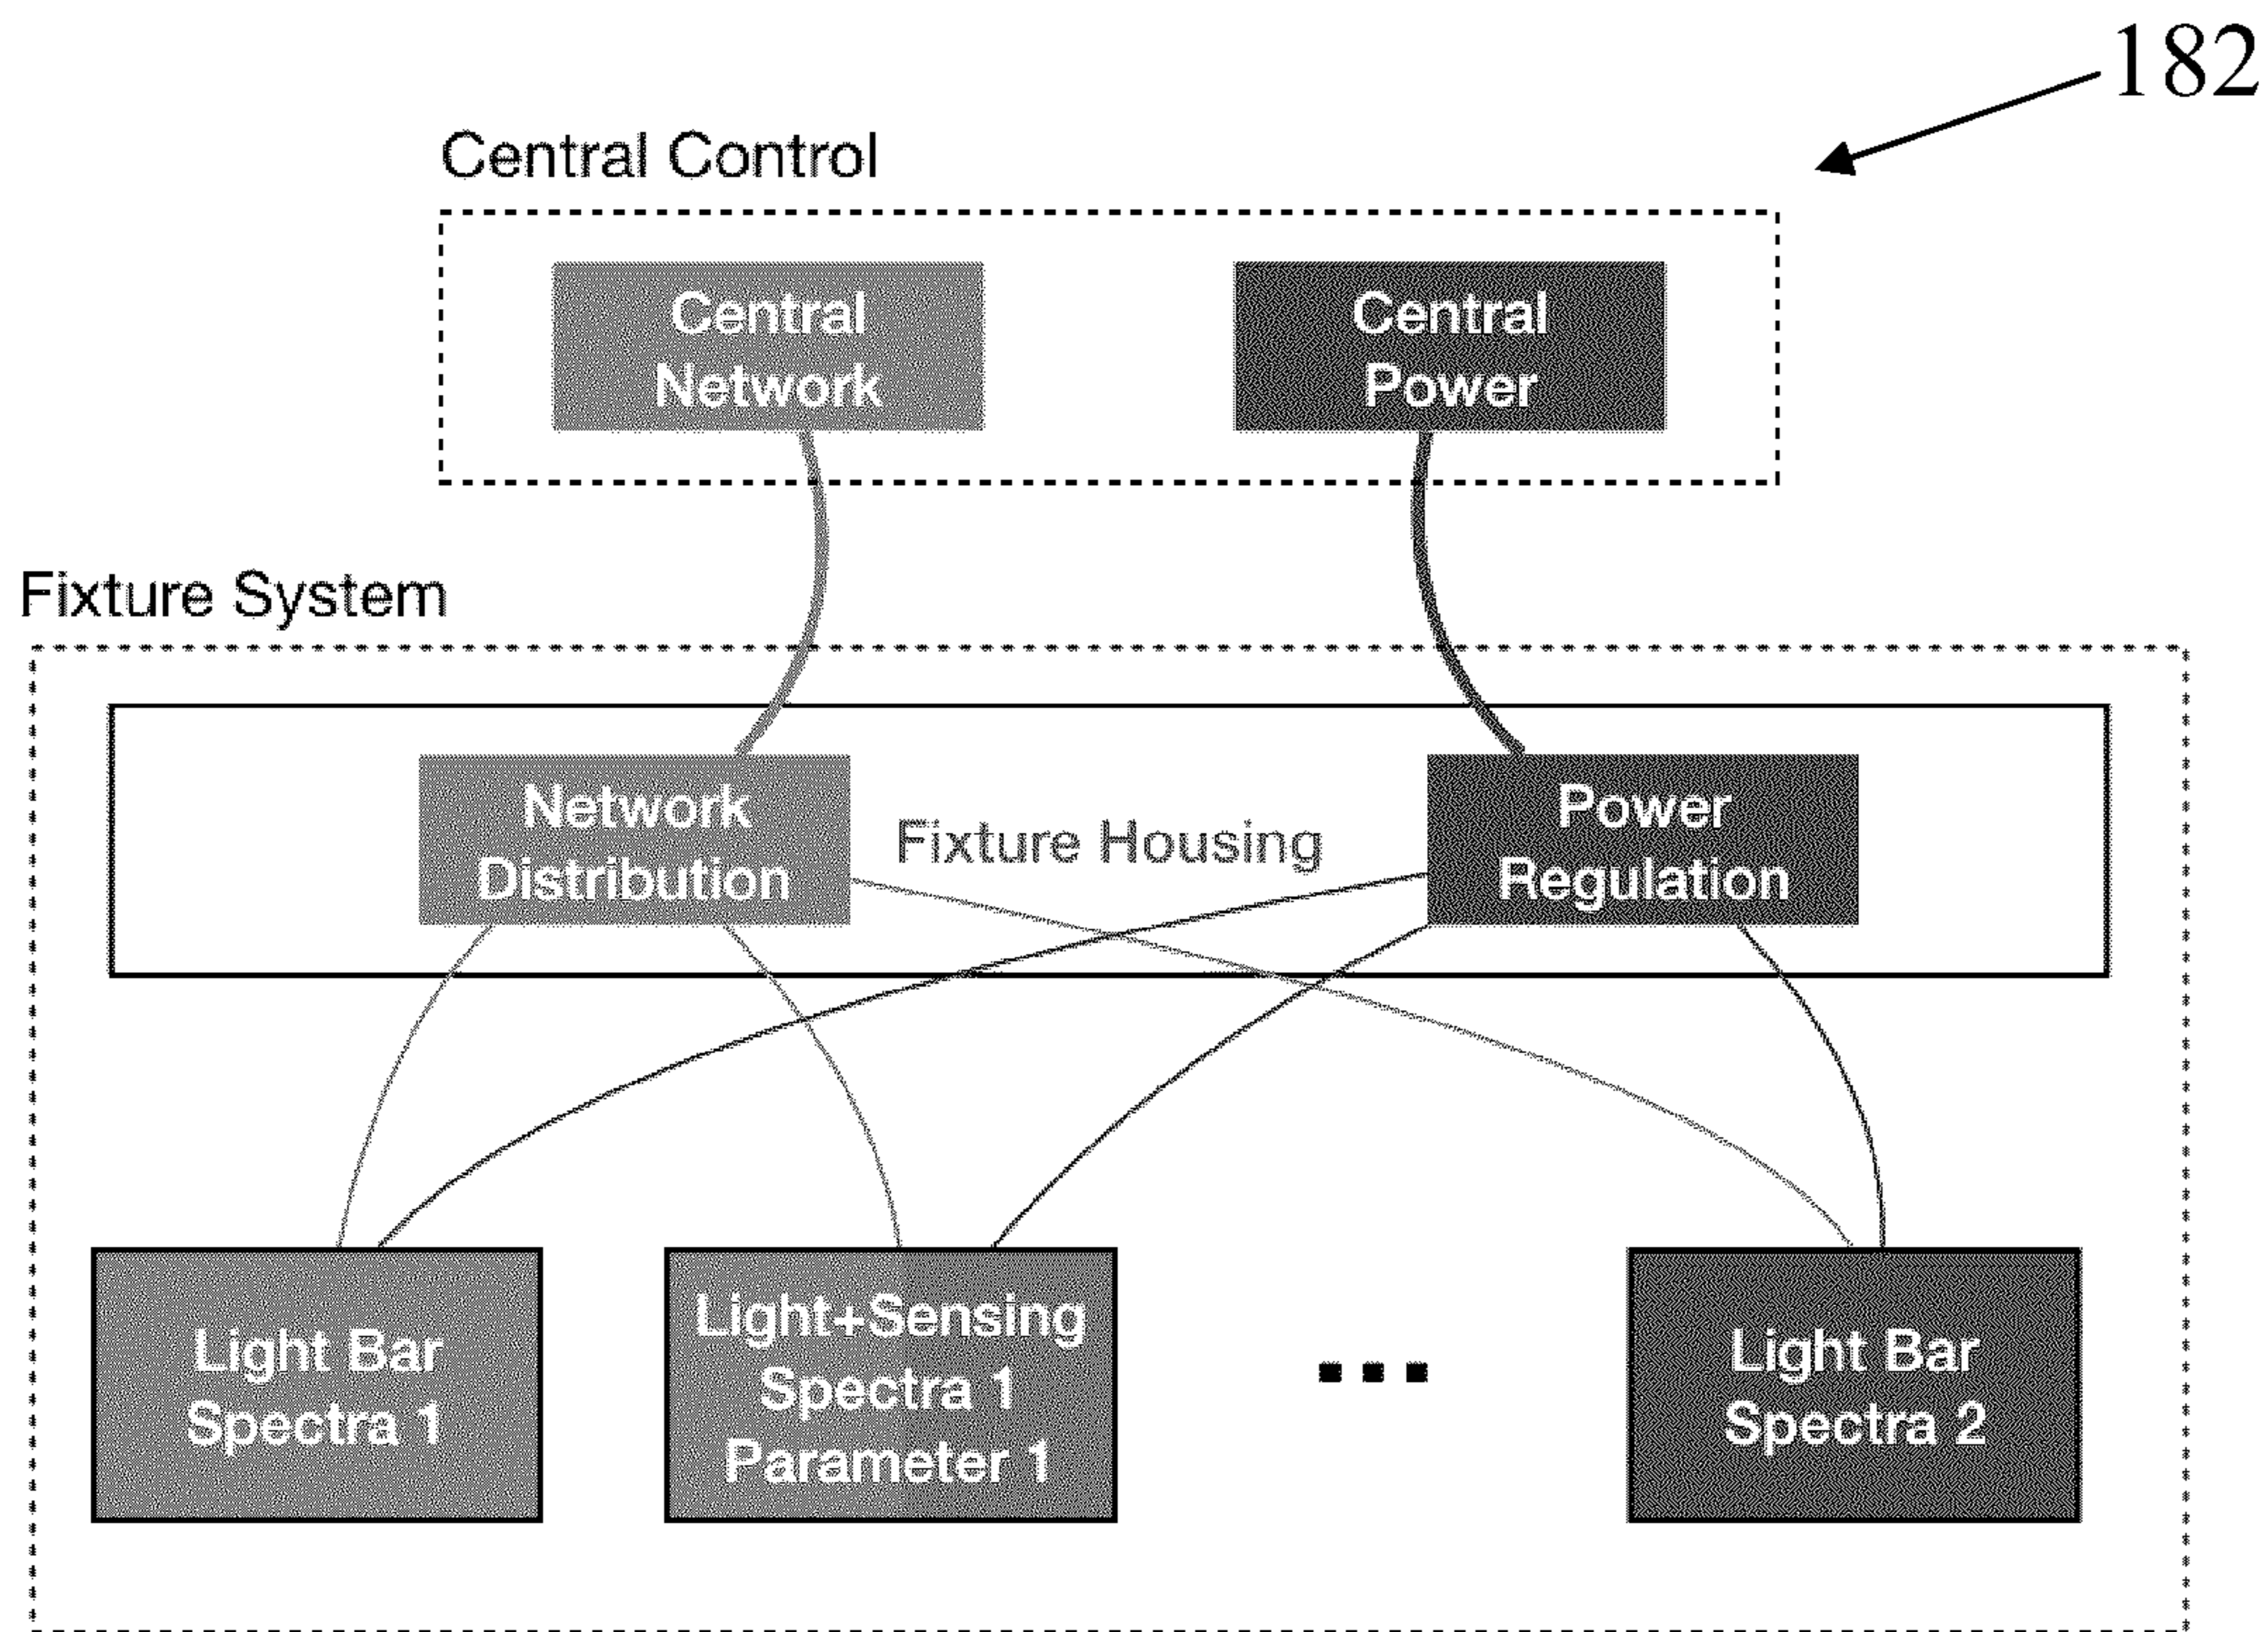 182
Central Control
Central
Network
Central
Power
Fixture System
Network
Distribution
Fixture Housing
Power
Regulation
Light Bar
Spectra 1
Light+Sensing
Spectra 1
Parameter 1
...
Light Bar
Spectra 2